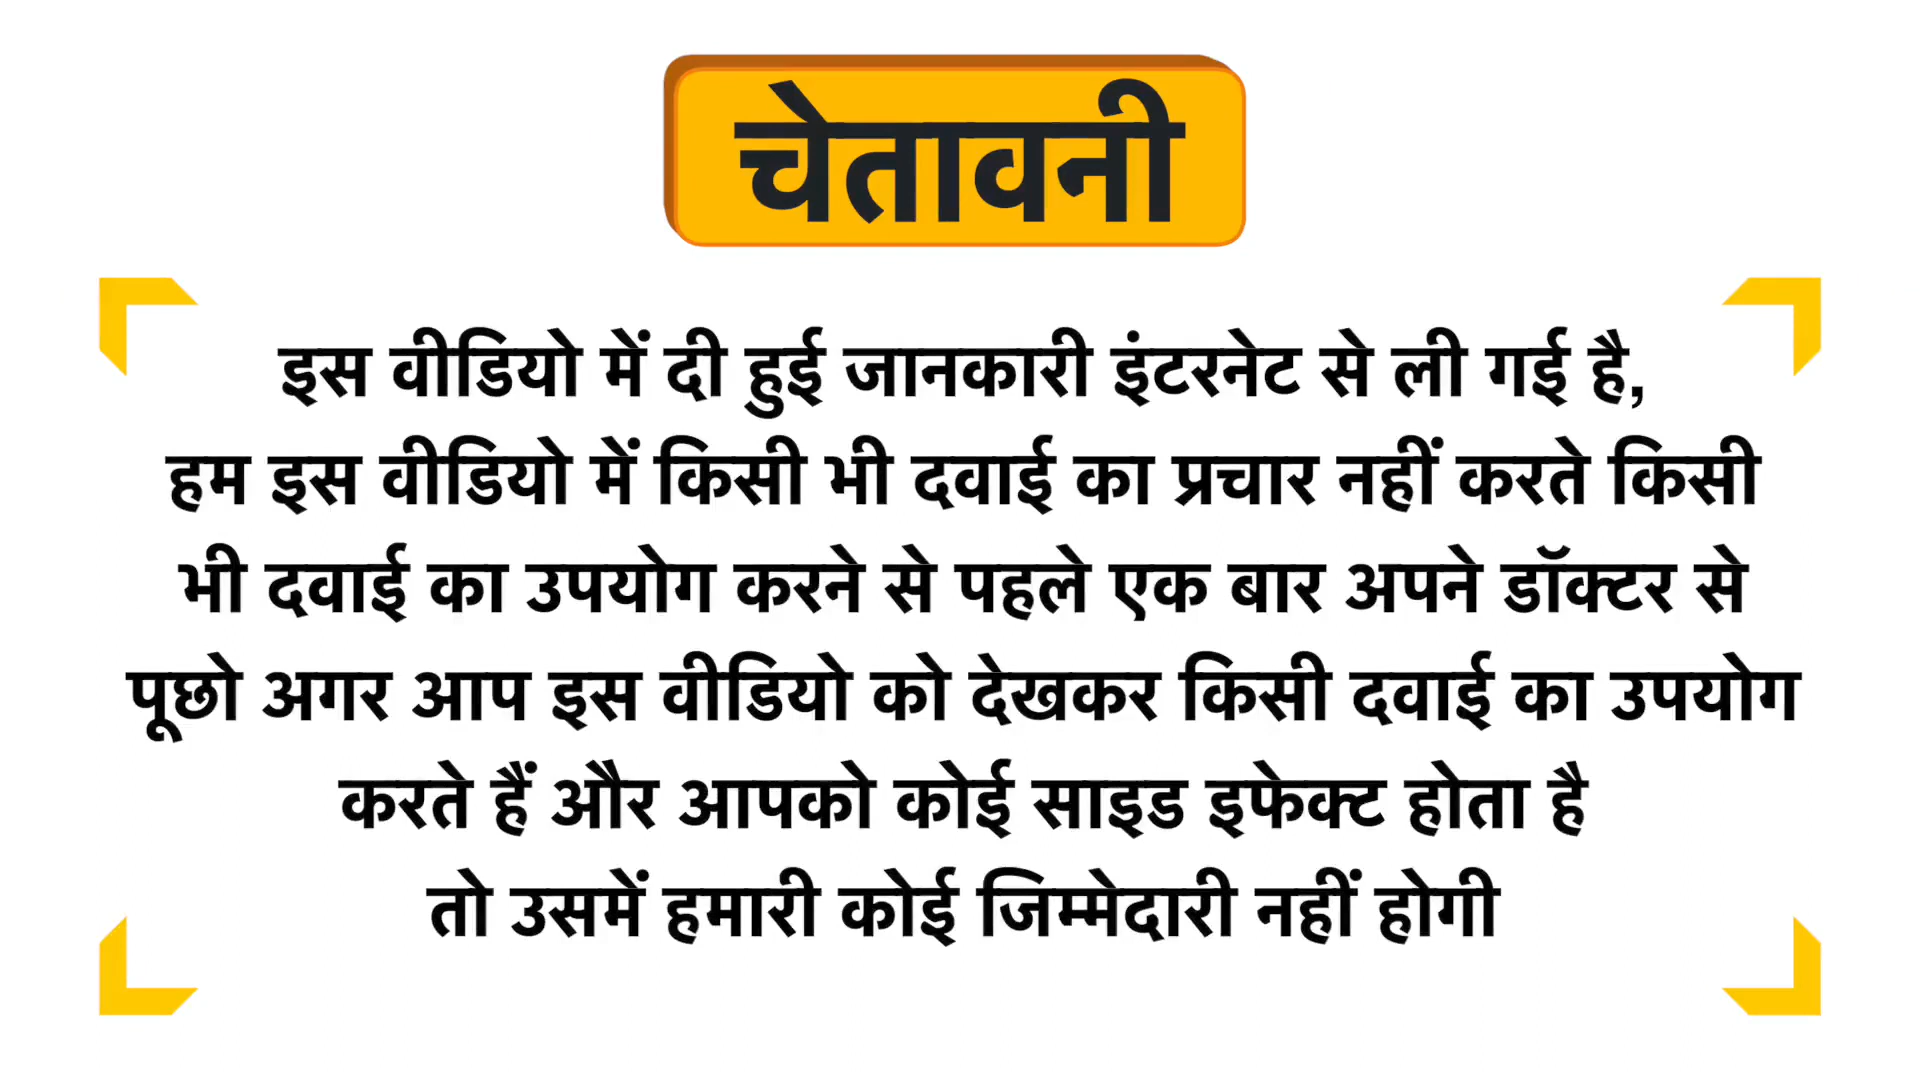 चेतावनी
इस वीडियो में दी हुई जानकारी इंटरनेट से ली गई है,
हम इस वीडियो में किसी भी दवाई का प्रचार नहीं करते किसी
भी दवाई का उपयोग करने से पहले एक बार अपने डॉक्टर से
पूछो अगर आप इस वीडियो को देखकर किसी दवाई का उपयोग
करते हैं और आपको कोई साइड इफेक्ट होता है
तो उसमें हमारी कोई जिम्मेदारी नहीं होगी